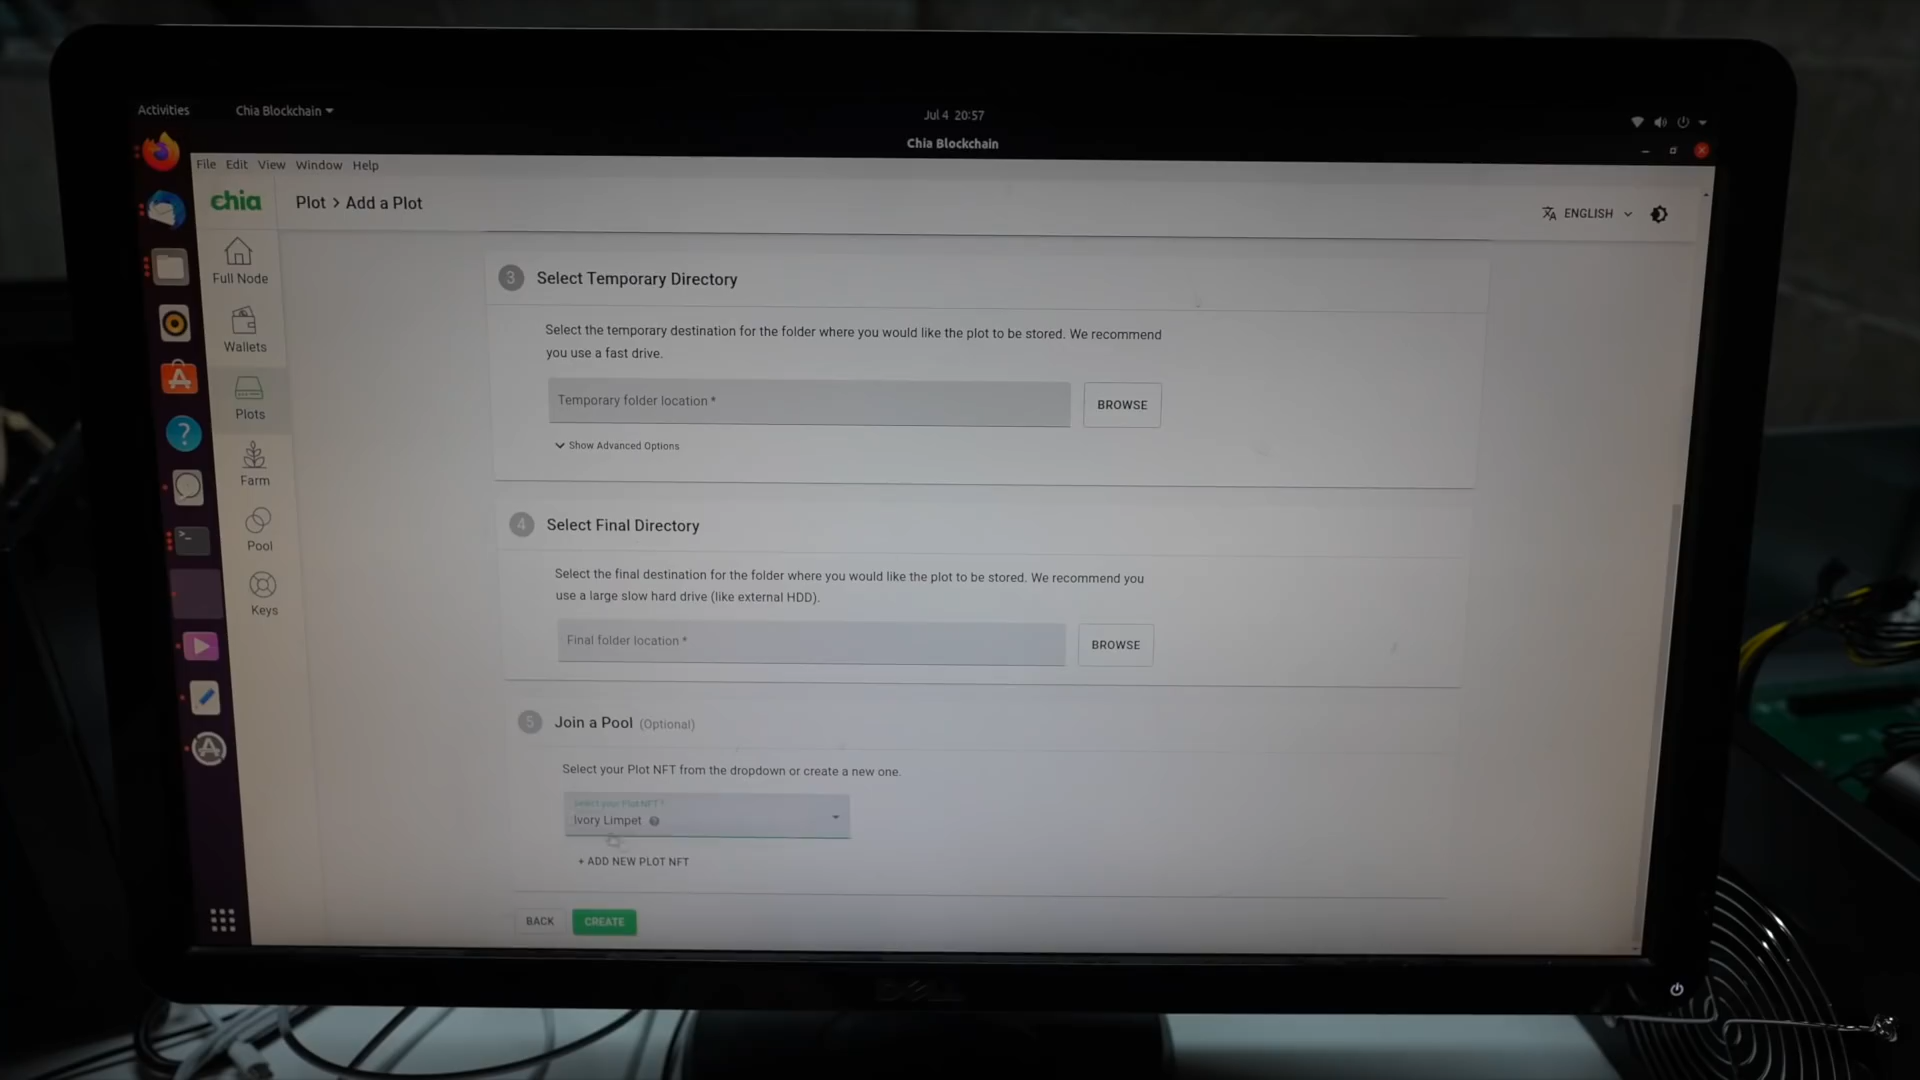 Activities
Chia Blockchain
Jul 4 20:57
Chia Blockchain
File Edit View Window Help
chia
Plot > Add a Plot
ENGLISH
Full Node
Wallets
Plots
Farm
Pool
Keys
3 Select Temporary Directory
Select the temporary destination for the folder where you would like the plot to be stored. We recommend
you use a fast drive.
Temporary folder location *
BROWSE
Show Advanced Options
4 Select Final Directory
Select the final destination for the folder where you would like the plot to be stored. We recommend you
use a large slow hard drive (like external HDD).
Final folder location *
BROWSE
5 Join a Pool (Optional)
Select your Plot NFT from the dropdown or create a new one.
Select your Plot NFT *
Ivory Limpet
+ ADD NEW PLOT NFT
BACK
CREATE
DELL